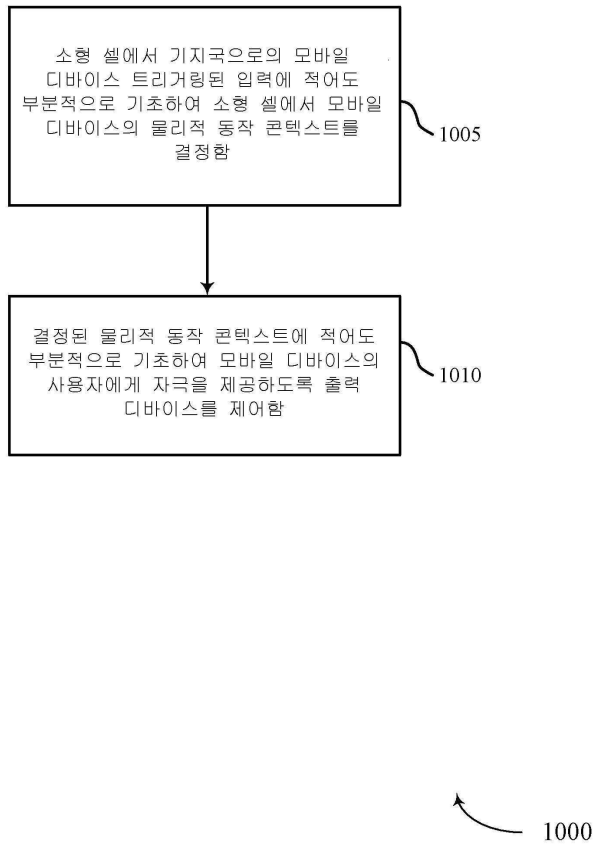 소형 셀에서 기지국으로의 모바일
디바이스 트리거링된 입력에 적어도
부분적으로 기초하여 소형 셀에서 모바일
디바이스의 물리적 동작 콘텍스트를
결정함
1005
결정된 물리적 동작 콘텍스트에 적어도
부분적으로 기초하여 모바일 디바이스의
사용자에게 자극을 제공하도록 출력
디바이스를 제어함
1010
1000